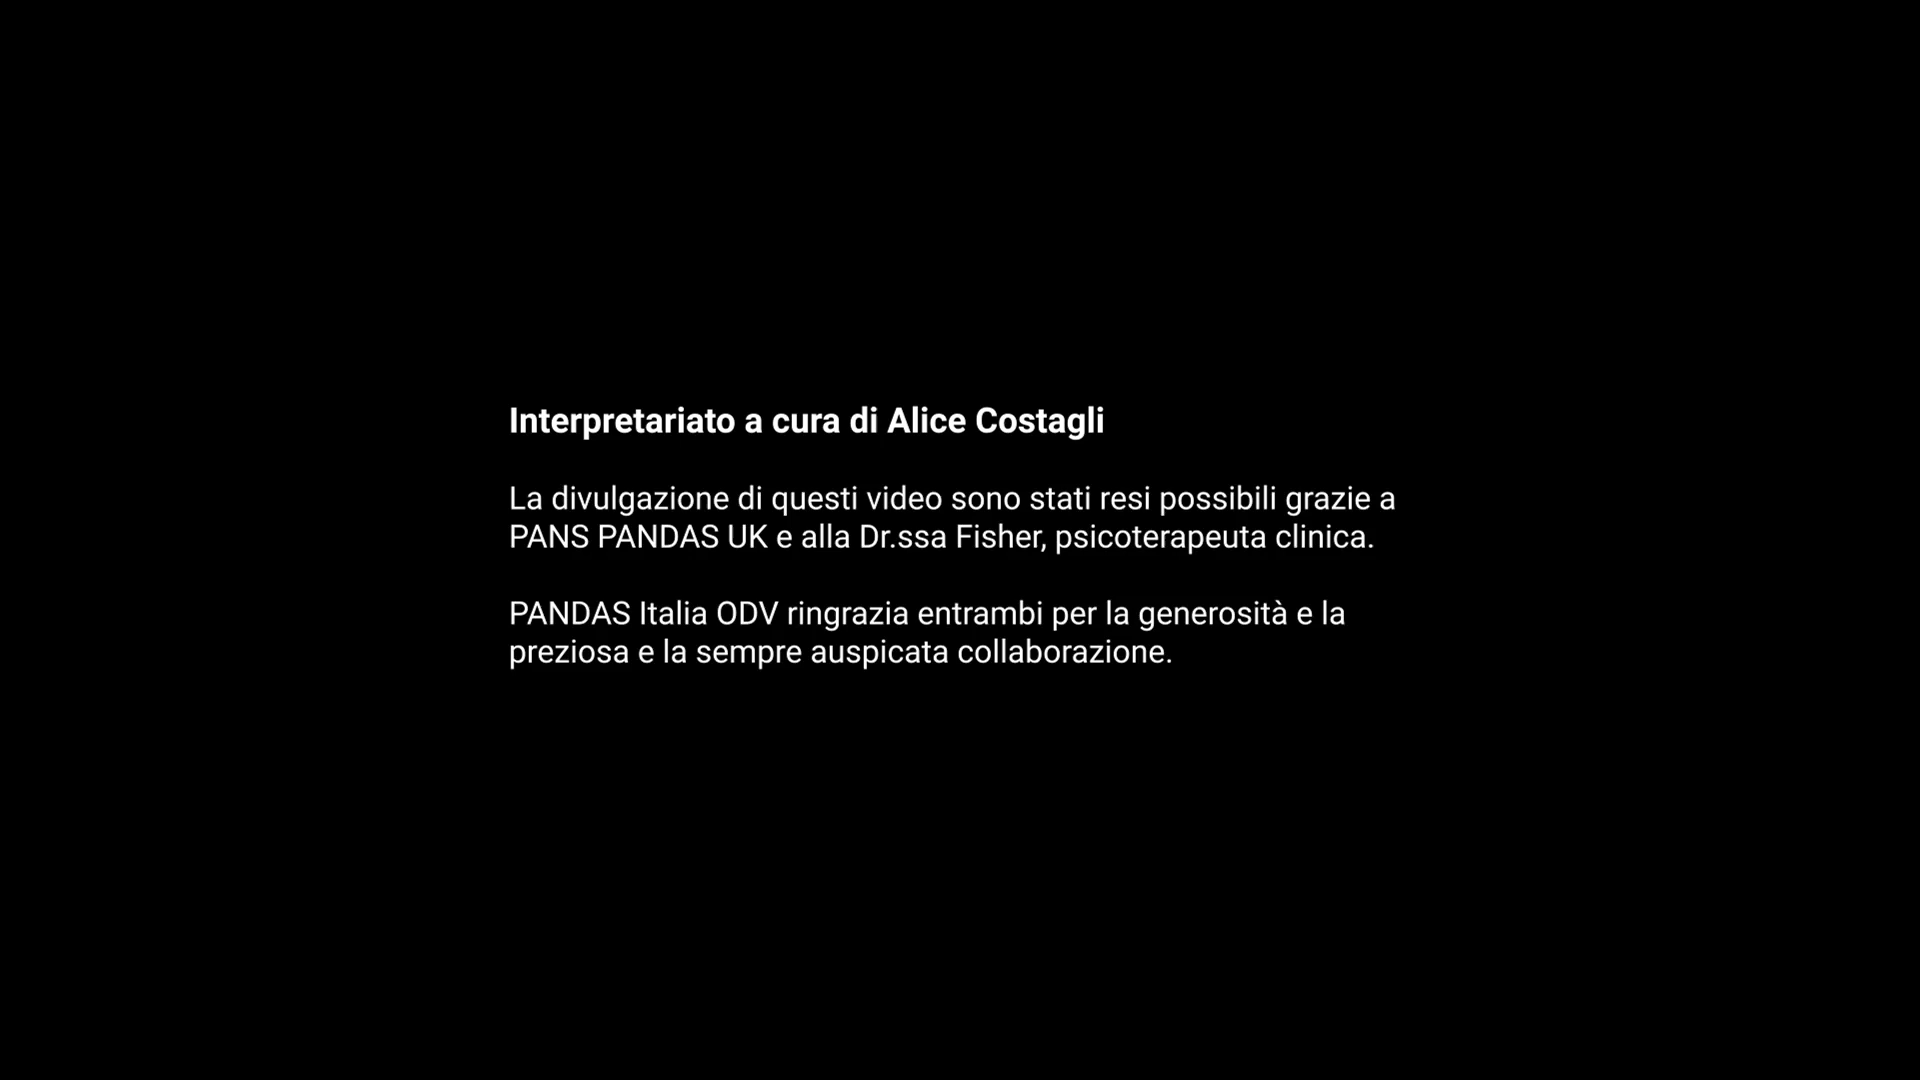 Interpretariato a cura di Alice Costagli
La divulgazione di questi video sono stati resi possibili grazie a
PANS PANDAS UK e alla Dr.ssa Fisher, psicoterapeuta clinica.
PANDAS Italia ODV ringrazia entrambi per la generosità e la
preziosa e la sempre auspicata collaborazione.